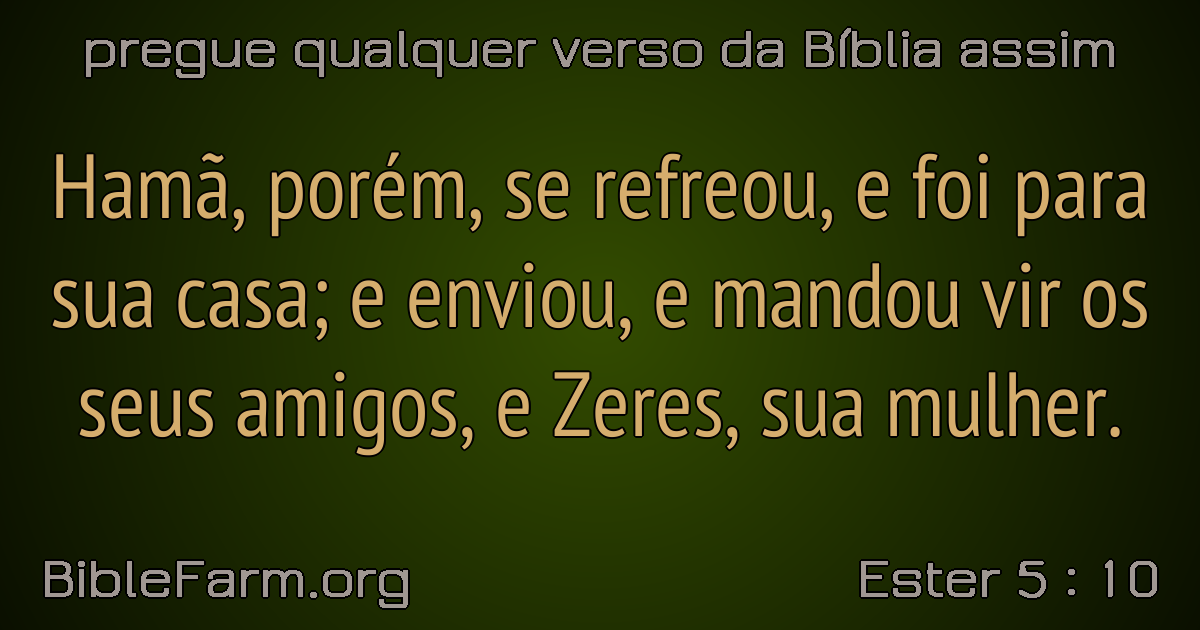 pregue qualquer verso da Bíblia assim
Hamã, porém, se refreou, e foi para
sua casa; e enviou, e mandou vir os
seus amigos, e Zeres, sua mulher.
BibleFarm.org
Ester 5 : 10